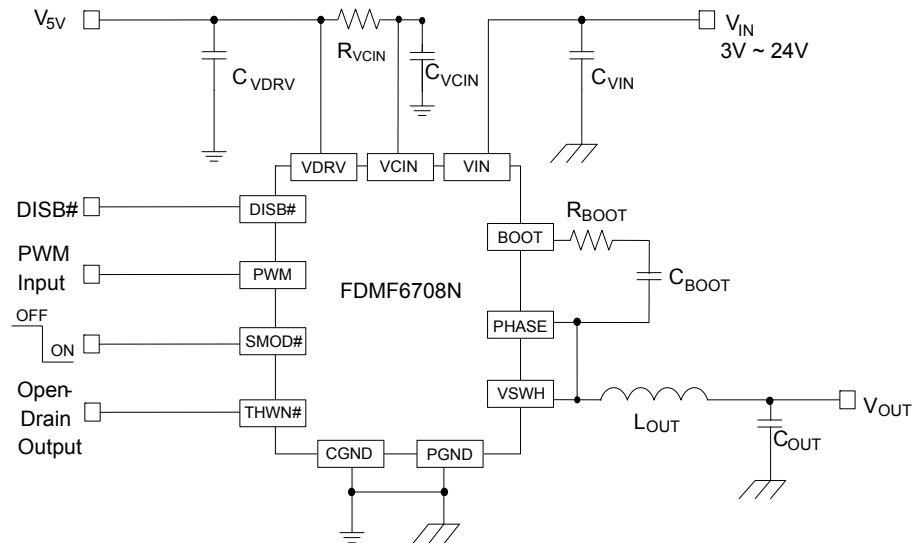 V5V
RVCIN
CVDRV
CVCIN
CVIN
VIN
3V ~ 24V
VDRV
VCIN
VIN
DISB#
DISB#
PWM
Input
PWM
OFF
ON
SMOD#
Open-
Drain
Output
THWN#
FDMF6708N
BOOT
RBOOT
CBOOT
PHASE
VSWH
LOUT
COUT
VOUT
CGND
PGND